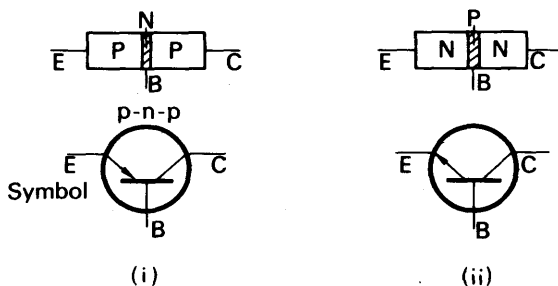 N P
E P P C E N N C
B B
p-n-p
E C E C
Symbol
B B
(i) (ii)